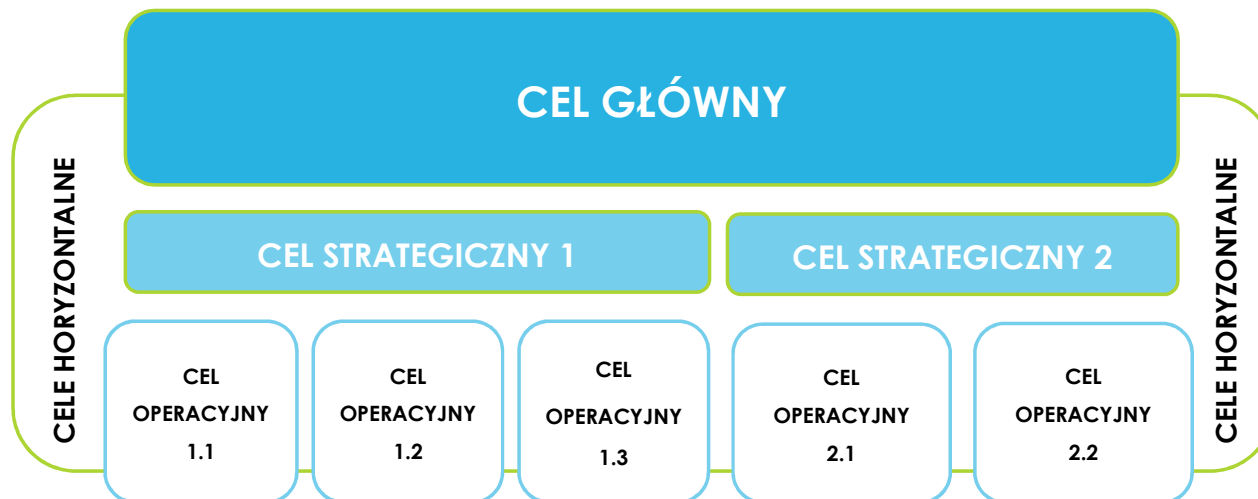 CEL GŁÓWNY
CELE HORYZONTALNE
CEL STRATEGICZNY 1
CEL STRATEGICZNY 2
CELE HORYZONTALNE
CEL
OPERACYJNY
1.1
CEL
OPERACYJNY
1.2
CEL
OPERACYJNY
1.3
CEL
OPERACYJNY
2.1
CEL
OPERACYJNY
2.2